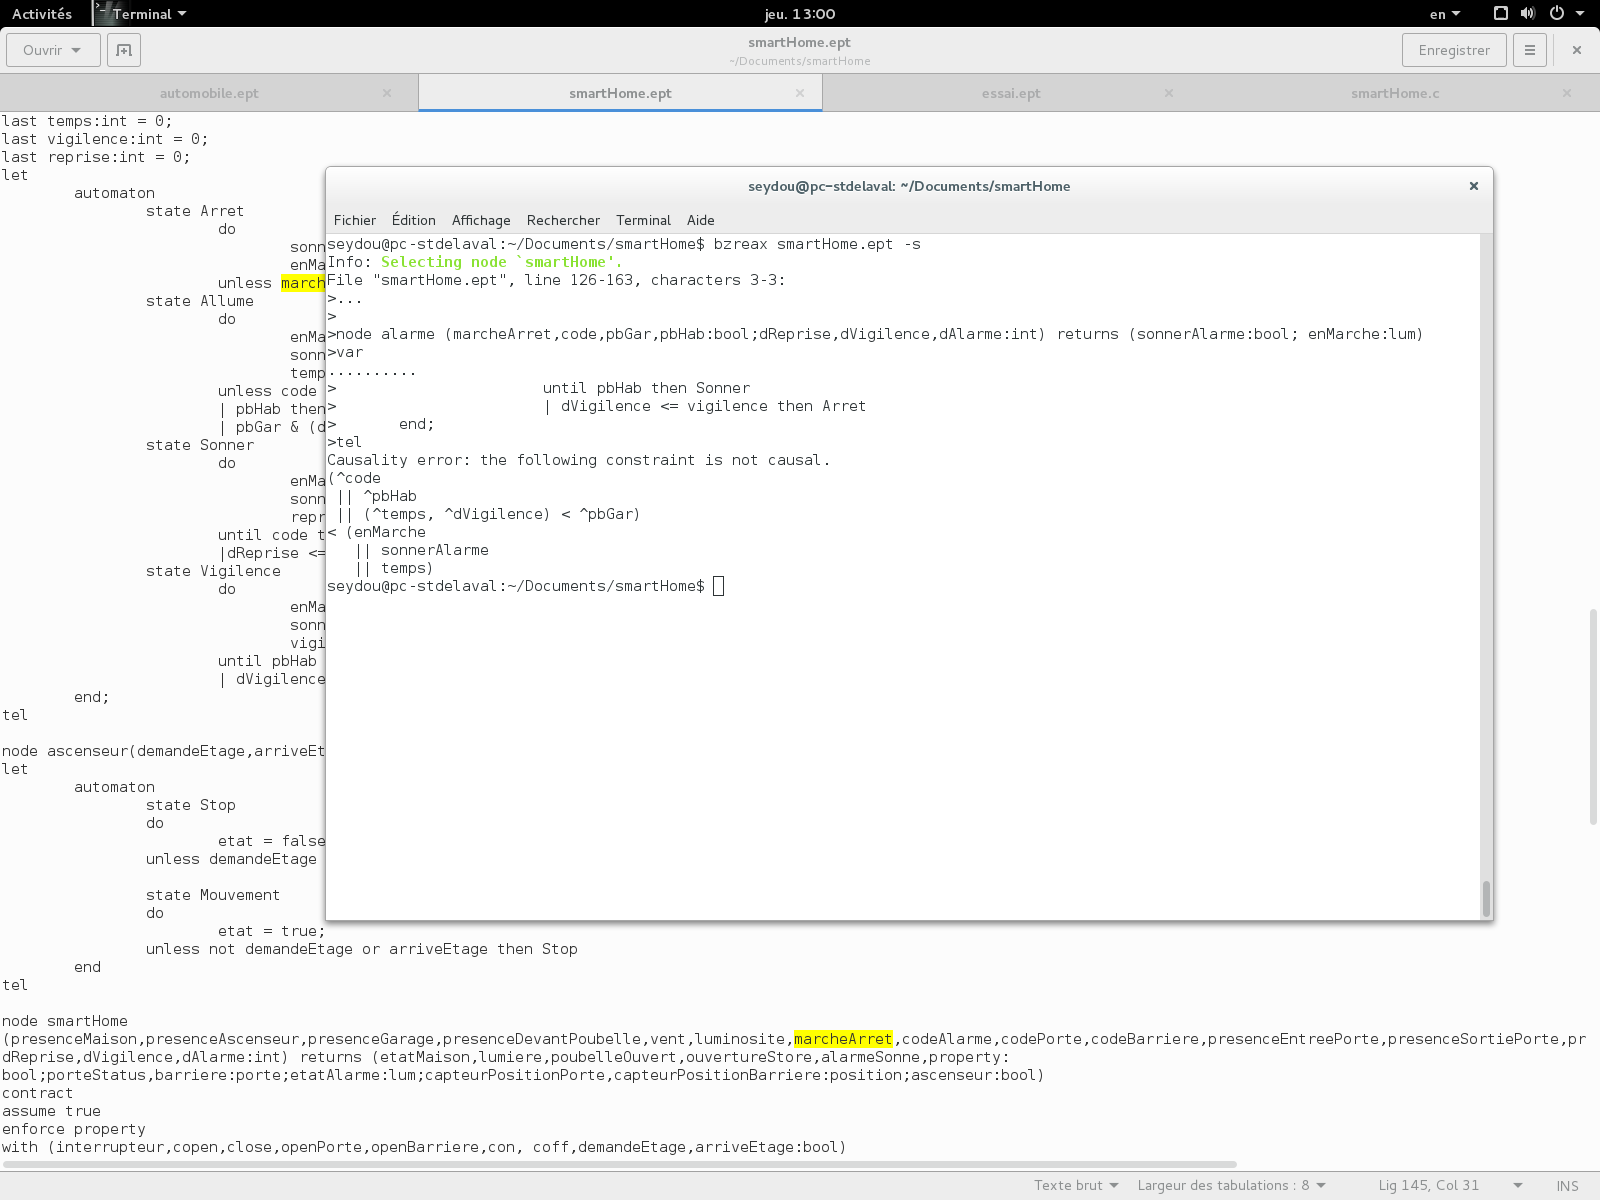 Activités
Terminal
jeu. 13:00
en
Ouvrir
smartHome.ept
~/Documents/smartHome
Enregistrer
automobile.ept
smartHome.ept
essai.ept
smartHome.c
last temps:int = 0;
last vigilence:int = 0;
last reprise:int = 0;
let
automaton
state Arret
do
sonn
enMa
unless march
state Allume
do
enMa
sonn
temp
unless code
| pbHab then
| pbGar & (d
state Sonner
do
enMa
sonn
repr
until code t
|dReprise <=
state Vigilence
do
enMa
sonn
vigi
until pbHab
| dVigilence
end;
tel
node ascenseur(demandeEtage,arriveEt
let
automaton
state Stop
do
etat = false
unless demandeEtage
state Mouvement
do
etat = true;
unless not demandeEtage or arriveEtage then Stop
end
tel
node smartHome
(presenceMaison,presenceAscenseur,presenceGarage,presenceDevantPoubelle,vent,luminosite,marcheArret,codeAlarme,codePorte,codeBarriere,presenceEntreePorte,presenceSortiePorte,pr
dReprise,dVigilence,dAlarme:int) returns (etatMaison,lumiere,poubelleOuvert,ouvertureStore,alarmeSonne,property:
bool;porteStatus,barriere:porte;etatAlarme:lum;capteurPositionPorte,capteurPositionBarriere:position;ascenseur:bool)
contract
assume true
enforce property
with (interrupteur,copen,close,openPorte,openBarriere,con, coff,demandeEtage,arriveEtage:bool)
seydou@pc-stdelaval: ~/Documents/smartHome
Fichier Édition Affichage Rechercher Terminal Aide
seydou@pc-stdelaval:~/Documents/smartHome$ bzreax smartHome.ept -s
Info: Selecting node `smartHome'.
File "smartHome.ept", line 126-163, characters 3-3:
>...
>
>node alarme (marcheArret,code,pbGar,pbHab:bool;dReprise,dVigilence,dAlarme:int) returns (sonnerAlarme:bool; enMarche:lum)
>var
..........
> until pbHab then Sonner
> | dVigilence <= vigilence then Arret
> end;
>tel
Causality error: the following constraint is not causal.
(^code
|| ^pbHab
|| (^temps, ^dVigilence) < ^pbGar)
< (enMarche
|| sonnerAlarme
|| temps)
seydou@pc-stdelaval:~/Documents/smartHome$
Texte brut
Largeur des tabulations : 8
Lig 145, Col 31
INS